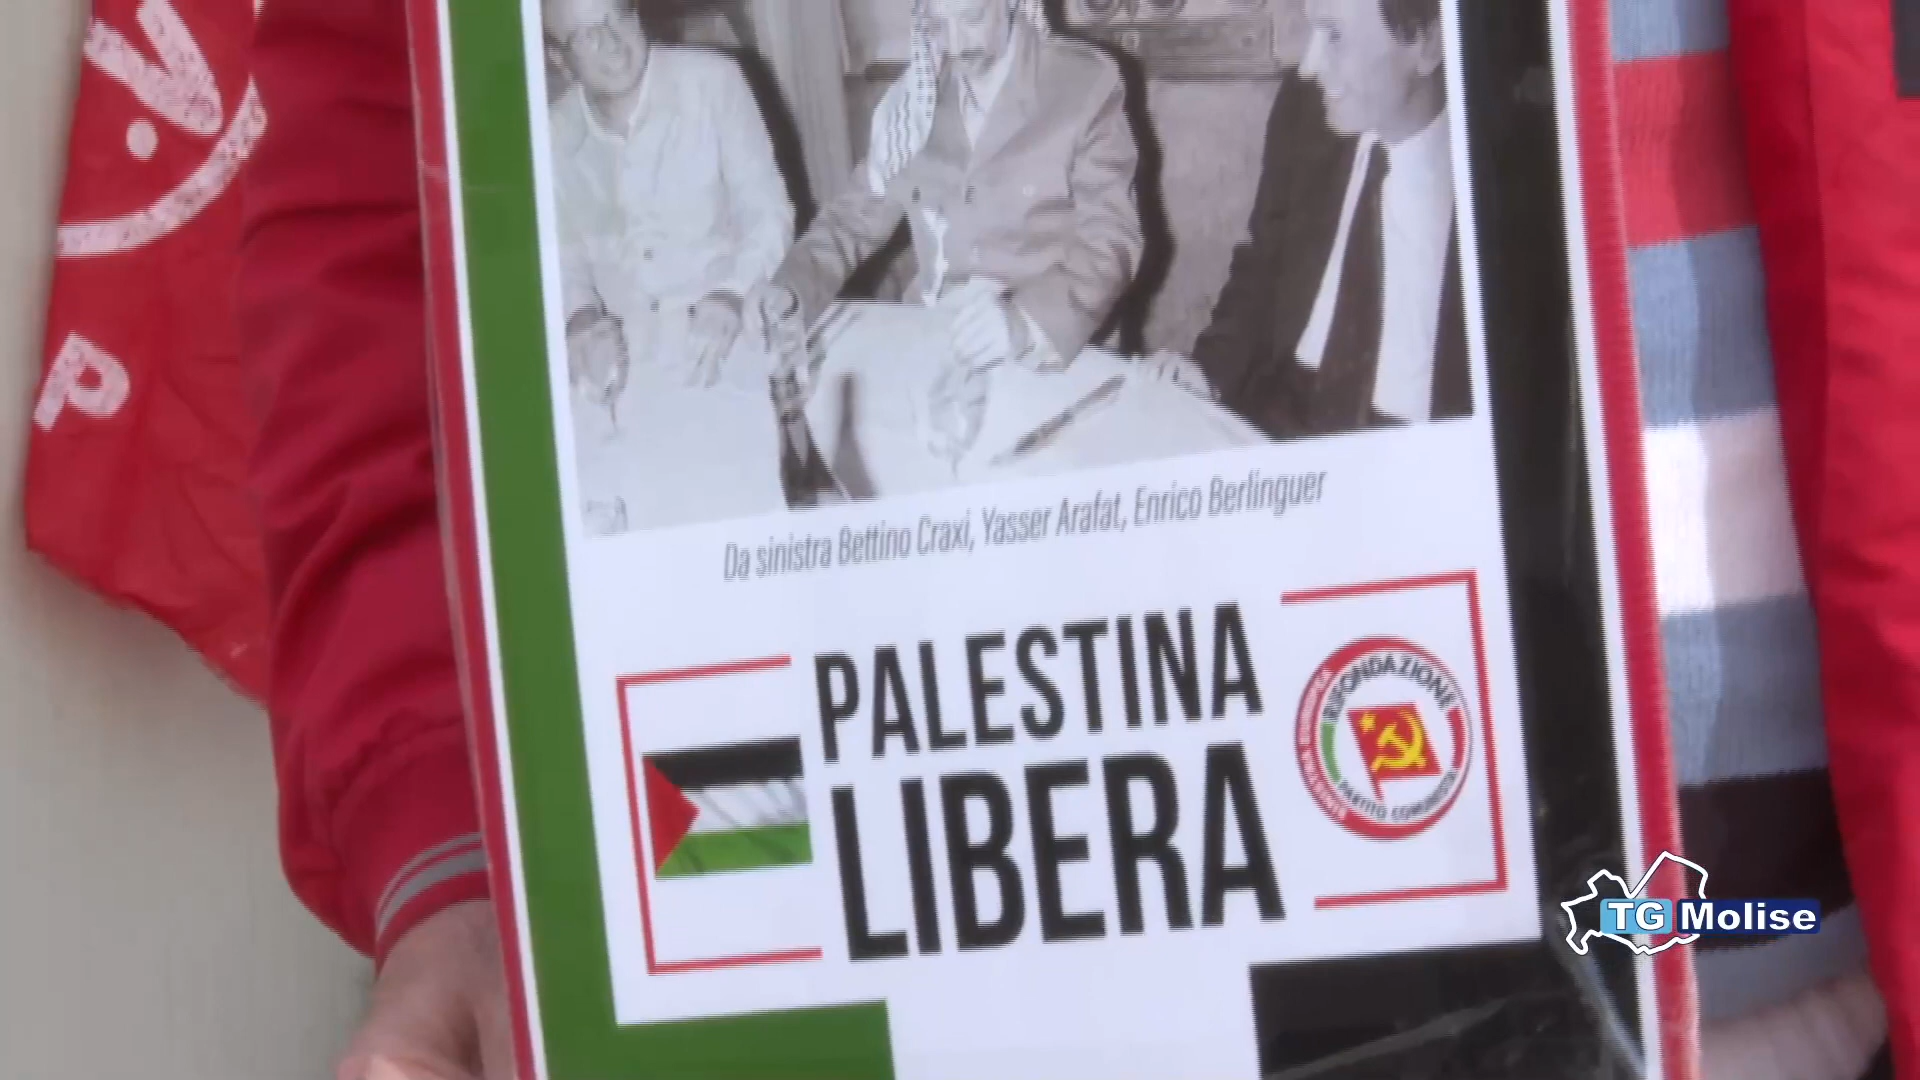 V
P
Da sinistra Bettino Craxi, Yasser Arafat, Enrico Berlinguer
PALESTINA
LIBERA
RIFONDAZIONE
PARTITO COMUNISTA
TG Molise